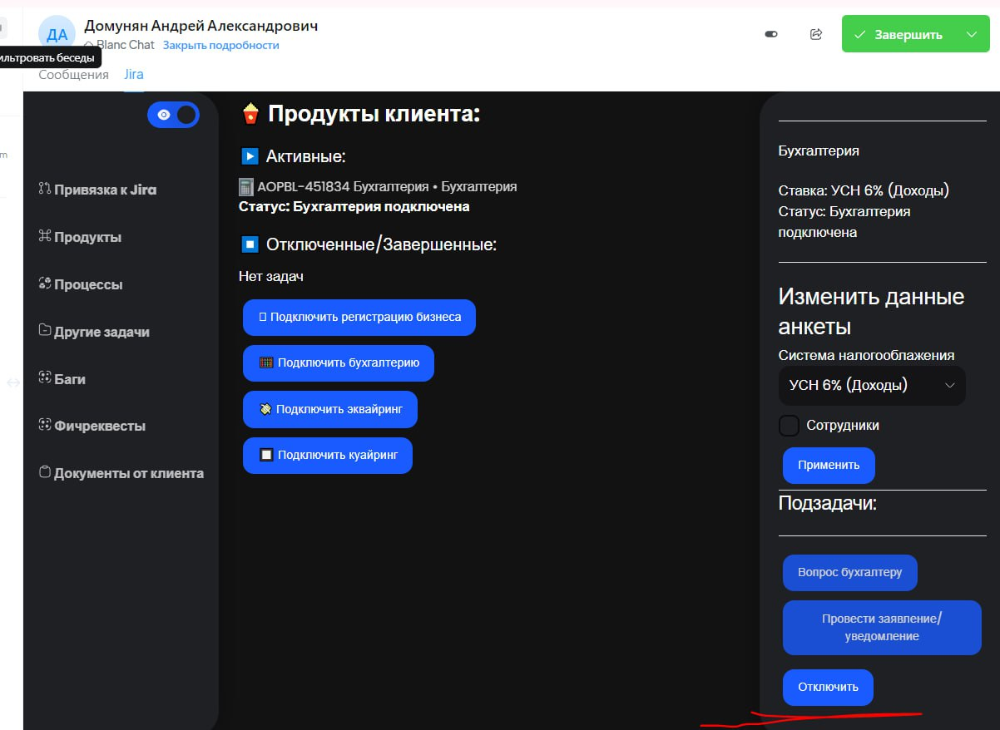 Домунян Андрей Александрович
ДА
Blanc Chat Закрыть подробности
Завершить
ильтровать беседы
Сообщения Jira
m
Привязка к Jira
Продукты
Процессы
Другие задачи
Баги
Фичреквесты
Документы от клиента
Продукты клиента:
Активные:
AOPBL-451834 Бухгалтерия • Бухгалтерия
Статус: Бухгалтерия подключена
Отключенные/Завершенные:
Нет задач
Подключить регистрацию бизнеса
Подключить бухгалтерию
Подключить эквайринг
Подключить куайринг
Бухгалтерия
Ставка: УСН 6% (Доходы)
Статус: Бухгалтерия
подключена
Изменить данные
анкеты
Система налогообложения
УСН 6% (Доходы)
Сотрудники
Применить
Подзадачи:
Вопрос бухгалтеру
Провести заявление/
уведомление
Отключить